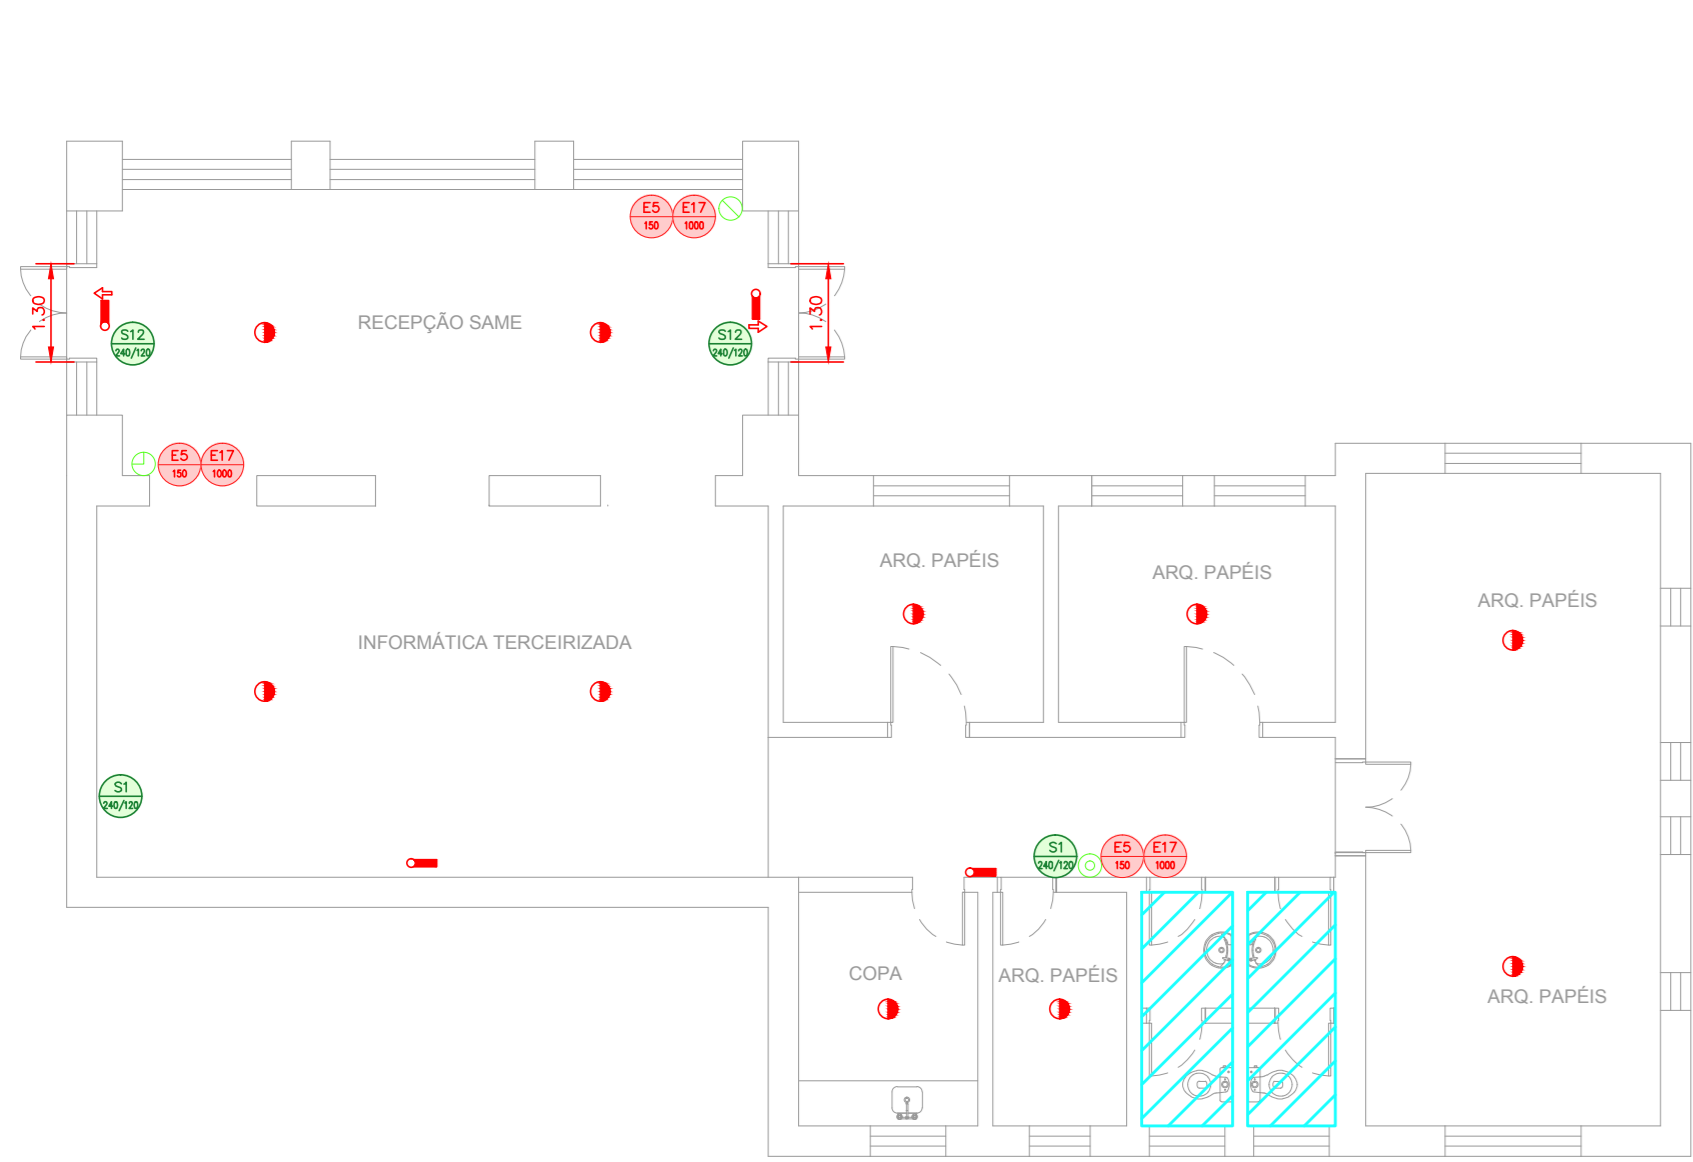 E5
150
E17
1000
1.30
1.30
RECEPÇÃO SAME
S12
240/120
S12
240/120
E5
150
E17
1000
ARQ. PAPÉIS
ARQ. PAPÉIS
ARQ. PAPÉIS
INFORMÁTICA TERCEIRIZADA
S1
240/120
S1
240/120
E5
150
E17
1000
COPA
ARQ. PAPÉIS
ARQ. PAPÉIS